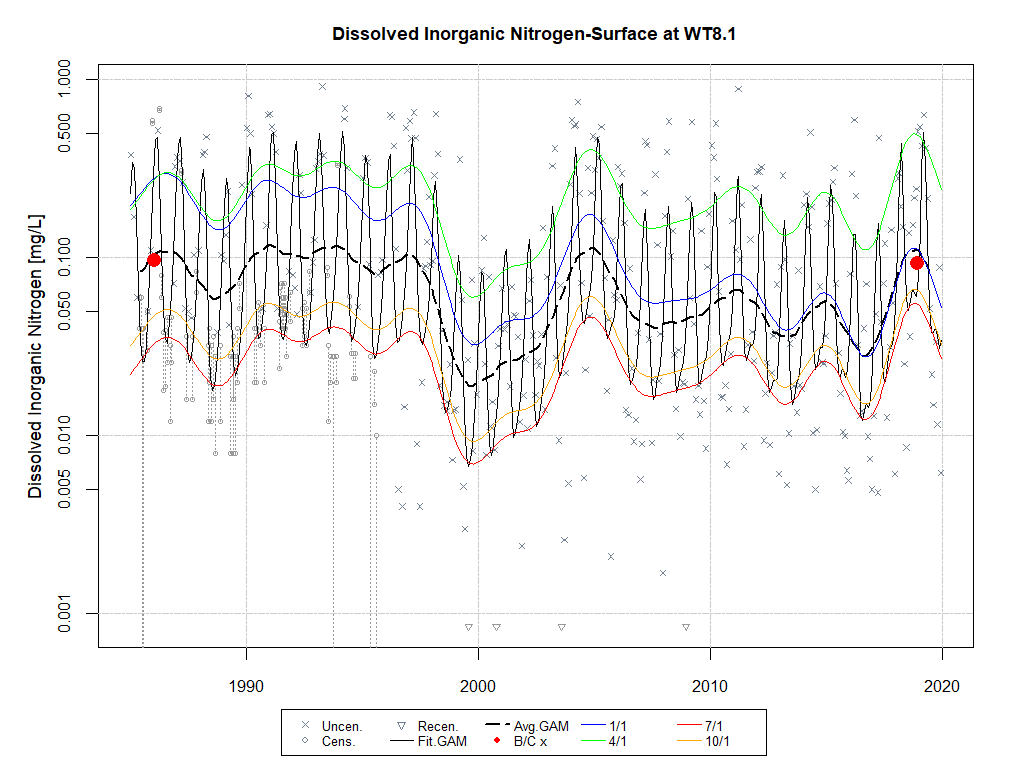 Dissolved Inorganic Nitrogen-Surface at WT8.1
Dissolved Inorganic Nitrogen [mg/L]
1.000
0.500
0.100
0.050
0.010
0.005
0.001
1990 2000 2010 2020
Uncen. Recen. Avg.GAM 1/1 7/1
Cens. Fit.GAM B/C x 4/1 10/1